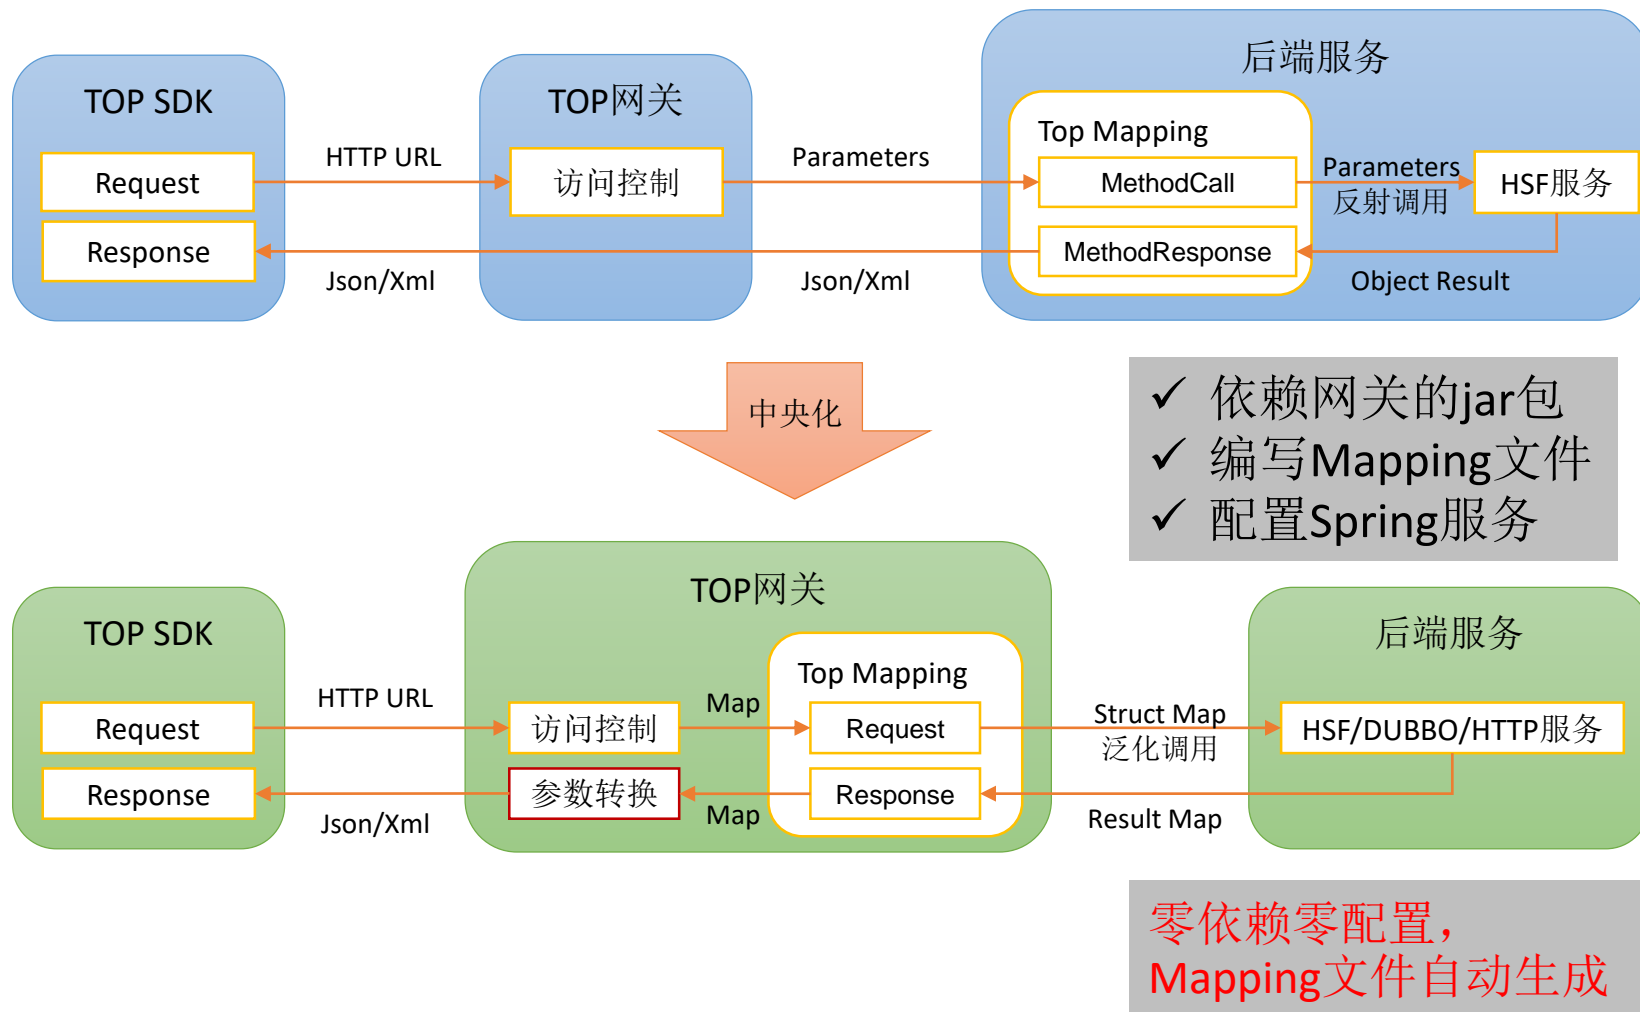 后端服务
TOP SDK
TOP网关
Top Mapping
HTTP URL
Parameters
Parameters
Request
访问控制
MethodCall
HSF服务
反射调用
Response
MethodResponse
Json/Xml
Json/Xml
Object Result
中央化
✓ 依赖网关的jar包
✓ 编写Mapping文件
✓ 配置Spring服务
TOP网关
TOP SDK
后端服务
Top Mapping
HTTP URL
Map
Struct Map
Request
访问控制
Request
HSF/DUBBO/HTTP服务
泛化调用
Response
参数转换
Response
Json/Xml
Map
Result Map
零依赖零配置，
Mapping文件自动生成